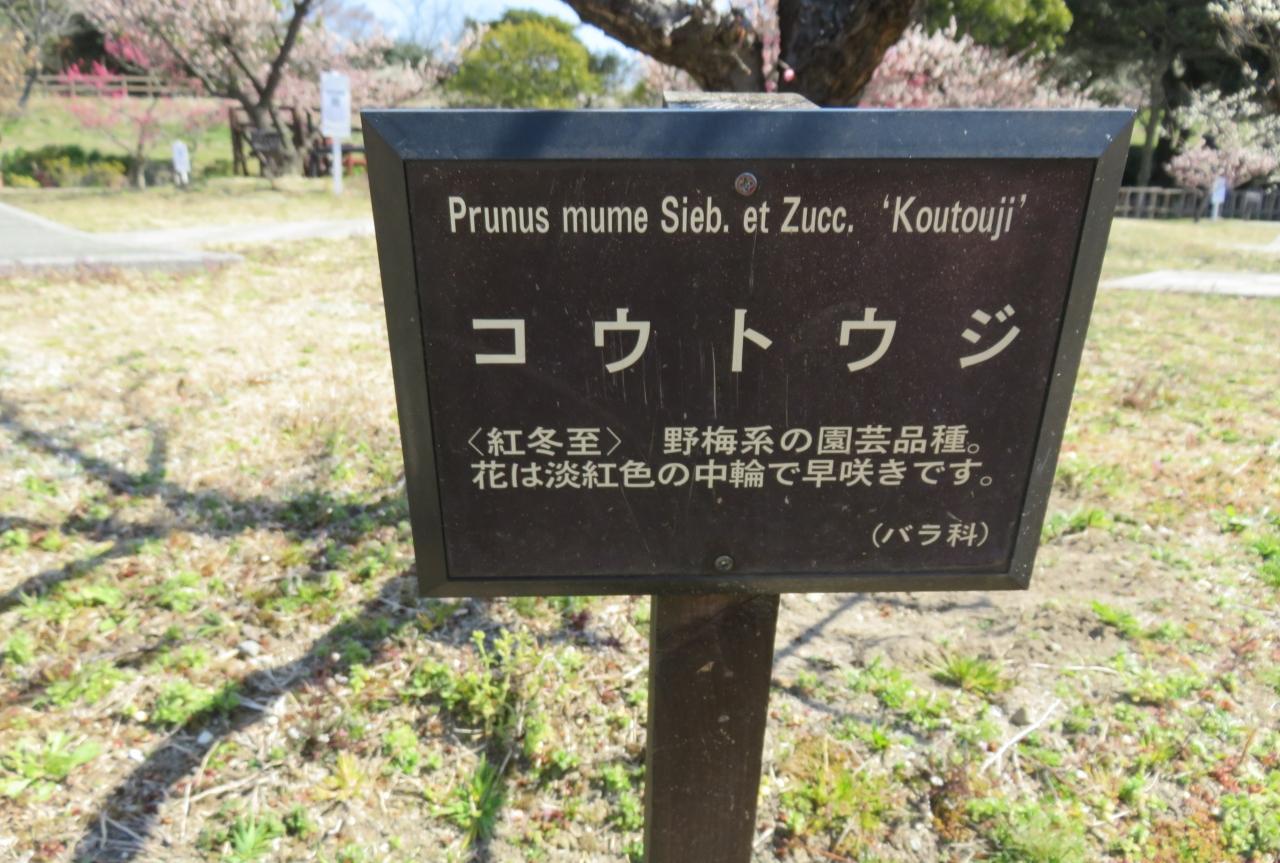 Prunus mume Sieb. et Zucc. ‘Koutouji’
コウトウジ
〈紅冬至〉 野梅系の園芸品種。
花は淡紅色の中輪で早咲きです。
(バラ科)